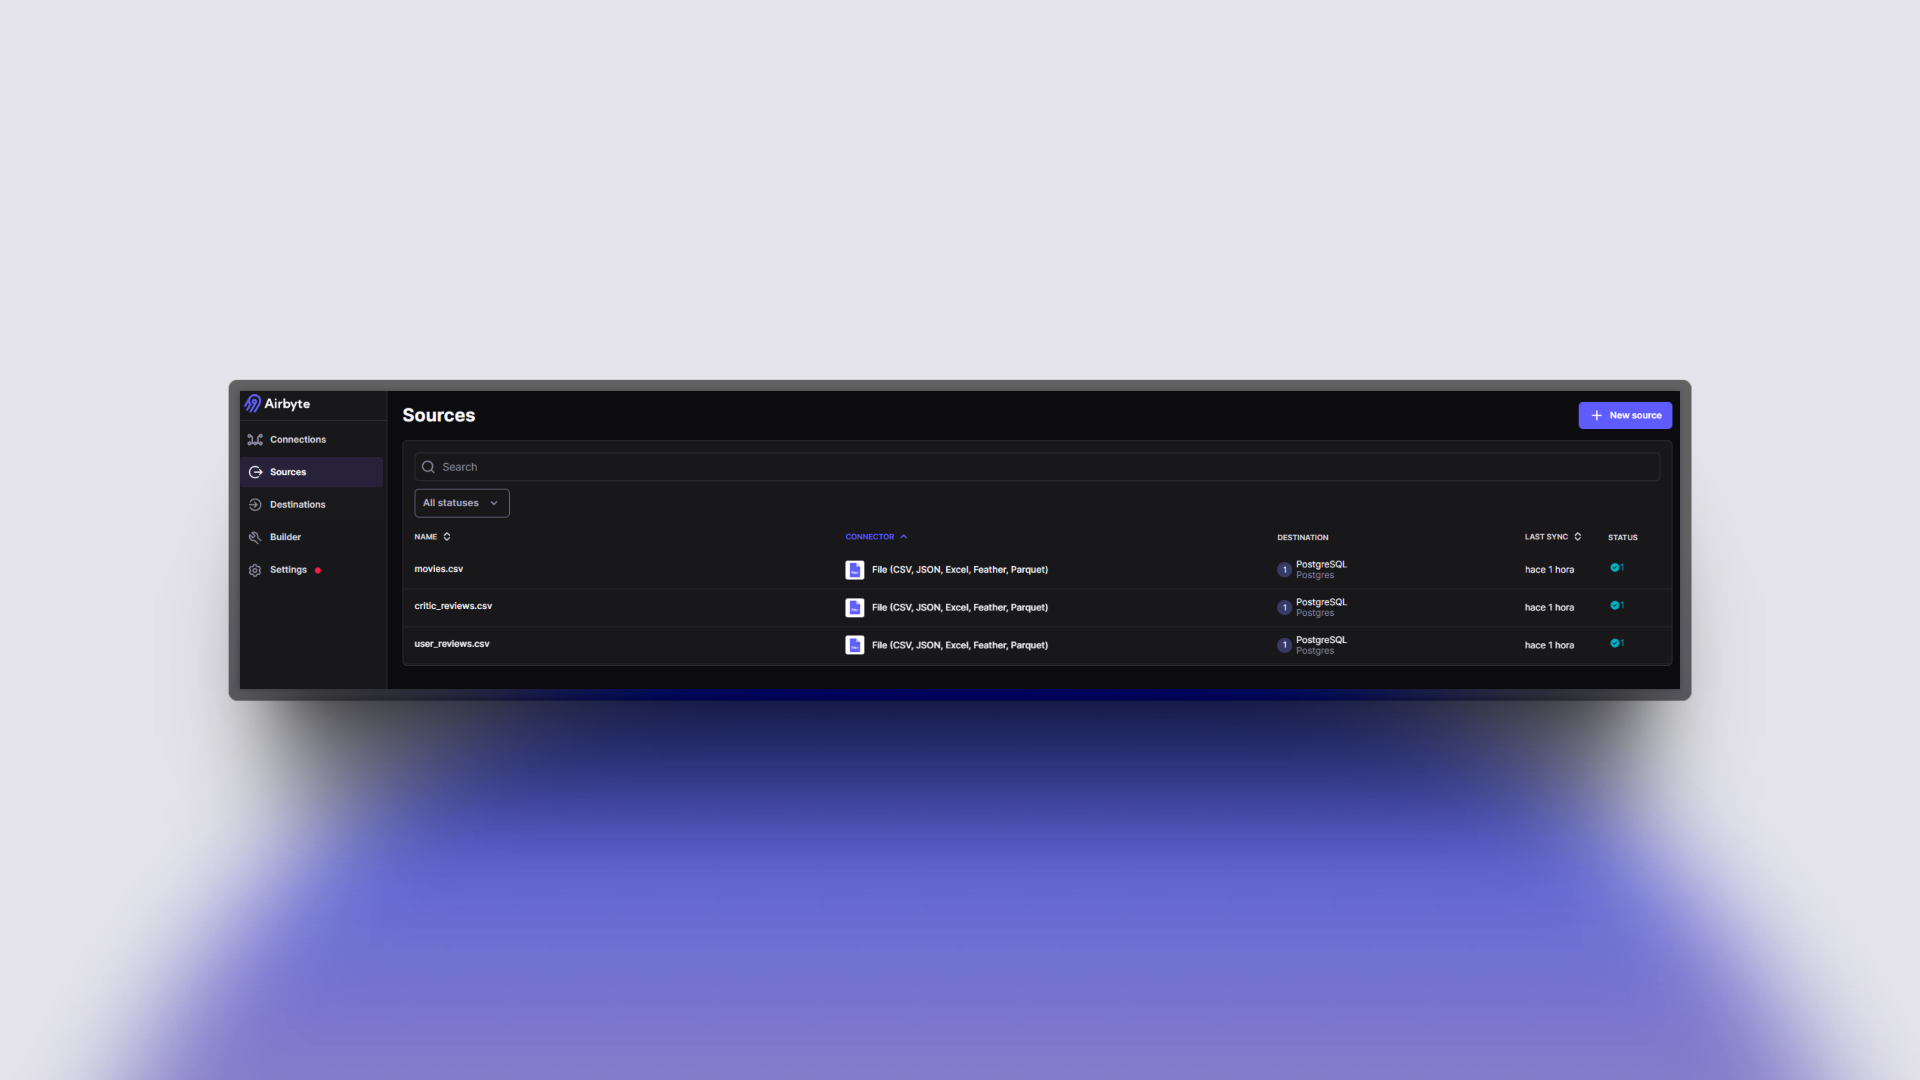 Airbyte
Connections
Sources
Destinations
Builder
Settings
Sources
New source
Search
All statuses
NAME CONNECTOR DESTINATION LAST SYNC STATUS
movies.csv File (CSV, JSON, Excel, Feather, Parquet) 1 PostgreSQL hace 1 hora 1
Postgres
critic_reviews.csv File (CSV, JSON, Excel, Feather, Parquet) 1 PostgreSQL hace 1 hora 1
Postgres
user_reviews.csv File (CSV, JSON, Excel, Feather, Parquet) 1 PostgreSQL hace 1 hora 1
Postgres